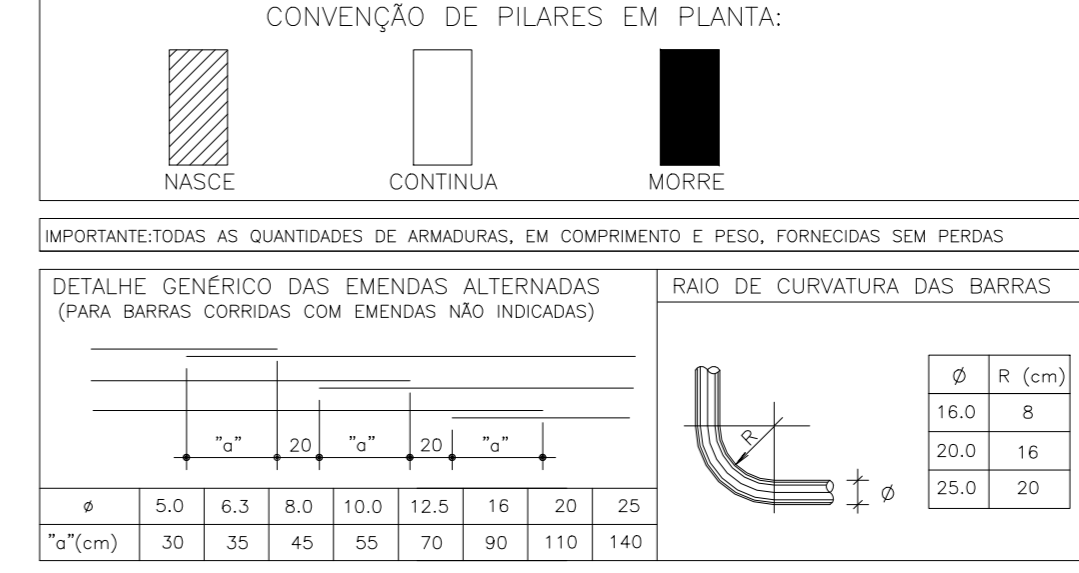 CONVENÇÃO DE PILARES EM PLANTA:
NASCE CONTINUA MORRE
IMPORTANTE:TODAS AS QUANTIDADES DE ARMADURAS, EM COMPRIMENTO E PESO, FORNECIDAS SEM PERDAS
DETALHE GENÉRICO DAS EMENDAS ALTERNADAS
(PARA BARRAS CORRIDAS COM EMENDAS NÃO INDICADAS)
"a" 20 "a" 20 "a"
ø 5.0 6.3 8.0 10.0 12.5 16 20 25
"a"(cm) 30 35 45 55 70 90 110 140
RAIO DE CURVATURA DAS BARRAS
R
ø
ø R (cm)
16.0 8
20.0 16
25.0 20